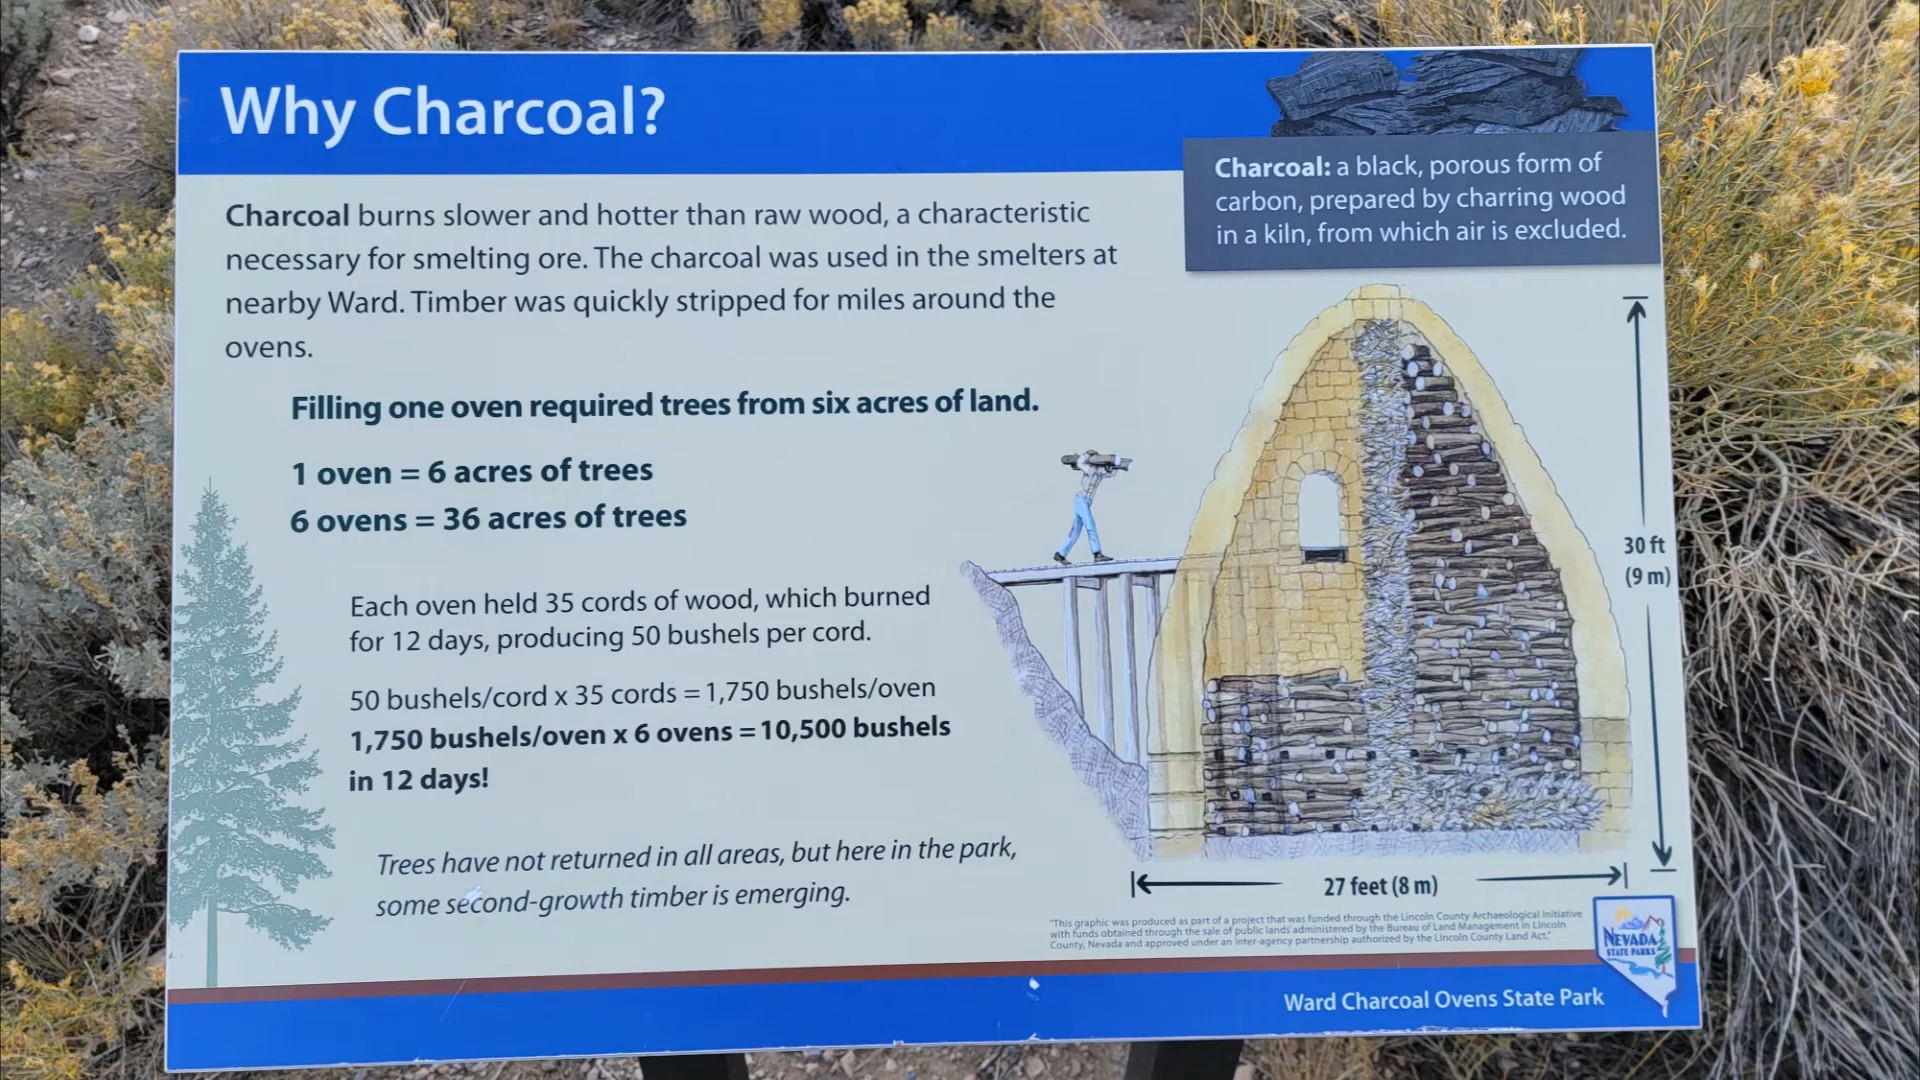 Why Charcoal?
Charcoal: a black, porous form of
carbon, prepared by charring wood
in a kiln, from which air is excluded.
Charcoal burns slower and hotter than raw wood, a characteristic
necessary for smelting ore. The charcoal was used in the smelters at
nearby Ward. Timber was quickly stripped for miles around the
ovens.
Filling one oven required trees from six acres of land.
1 oven = 6 acres of trees
6 ovens = 36 acres of trees
Each oven held 35 cords of wood, which burned
for 12 days, producing 50 bushels per cord.
50 bushels/cord x 35 cords = 1,750 bushels/oven
1,750 bushels/oven x 6 ovens = 10,500 bushels
in 12 days!
Trees have not returned in all areas, but here in the park,
some second-growth timber is emerging.
30 ft
(9 m)
27 feet (8 m)
"This graphic was produced as part of a project that was funded through the Lincoln County Archaeological Initiative
with funds obtained through the sale of public lands administered by the Bureau of Land Management in Lincoln
County, Nevada and approved under an inter-agency partnership authorized by the Lincoln County Land Act."
NEVADA
STATE PARKS
Ward Charcoal Ovens State Park